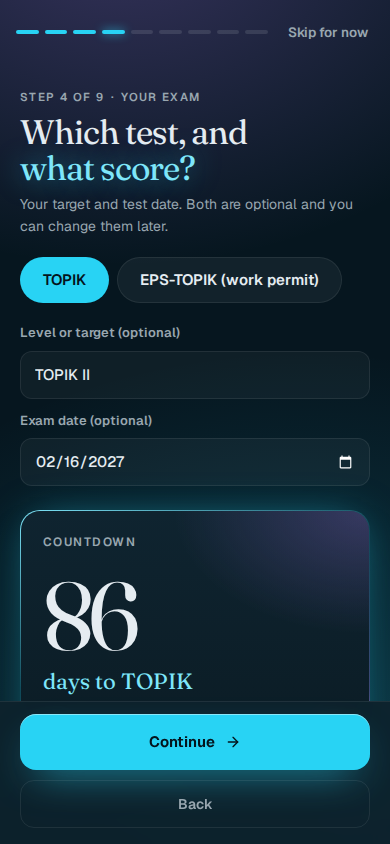 Skip for now
STEP 4 OF 9 · YOUR EXAM
Which test, and
what score?
Your target and test date. Both are optional and you
can change them later.
TOPIK
EPS-TOPIK (work permit)
Level or target (optional)
TOPIK II
Exam date (optional)
02/16/2027
COUNTDOWN
86
days to TOPIK
Continue →
Back